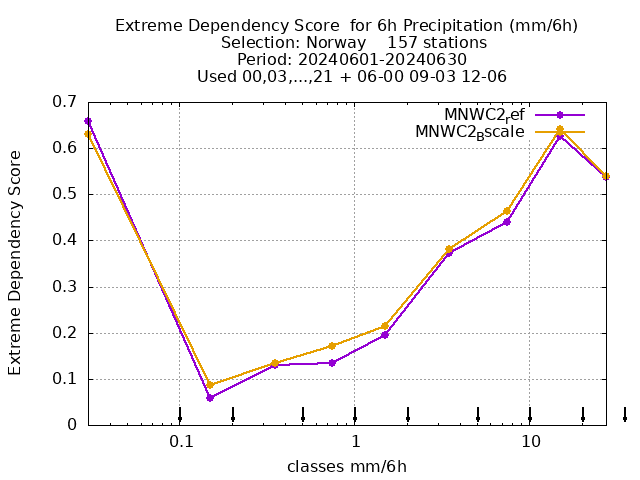 Extreme Dependency Score  for 6h Precipitation (mm/6h)
Selection: Norway    157 stations
Period: 20240601-20240630
Used 00,03,...,21 + 06-00 09-03 12-06
MNWC2ref
MNWC2Bscale
0.7
0.6
0.5
0.4
0.3
0.2
0.1
0
Extreme Dependency Score
0.1
1
10
classes mm/6h